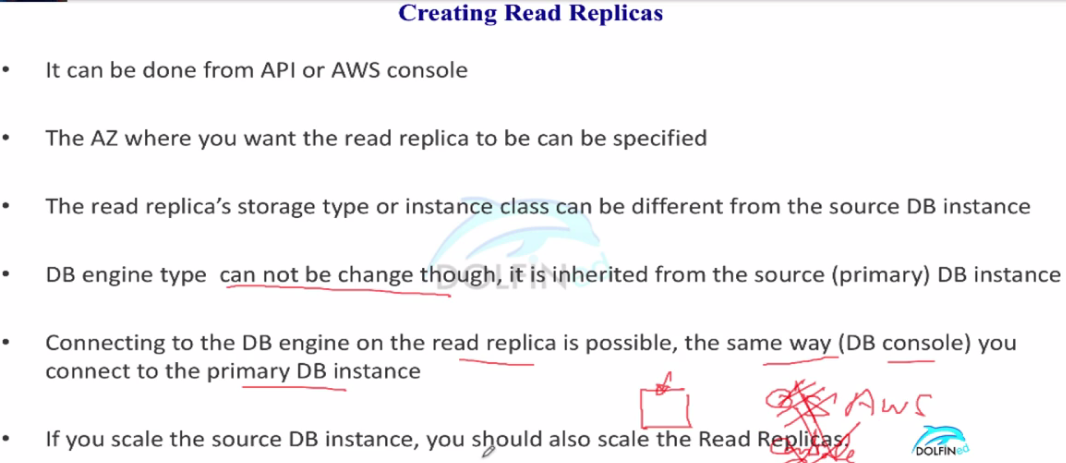 Creating Read Replicas
• It can be done from API or AWS console
• The AZ where you want the read replica to be can be specified
• The read replica's storage type or instance class can be different from the source DB instance
• DB engine type can not be change though, it is inherited from the source (primary) DB instance
• Connecting to the DB engine on the read replica is possible, the same way (DB console) you
connect to the primary DB instance
AWS
• If you scale the source DB instance, you should also scale the Read Replicas.
DOLFINed
DOLFINed